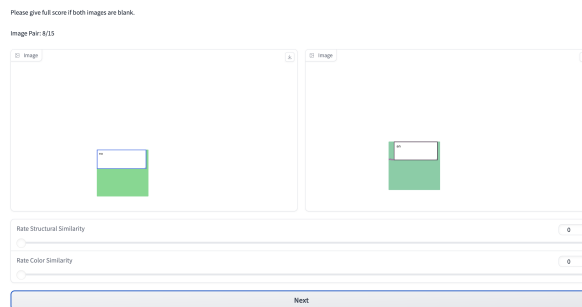 Please give full score if both images are blank.
Image Pair: 8/15
Image
Image
Rate Structural Similarity
0
Rate Color Similarity
0
Next